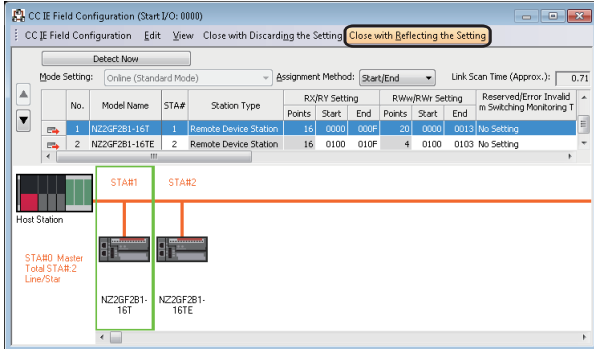 CC IE Field Configuration (Start I/O: 0000)
CC IE Field Configuration Edit View Close with Discarding the Setting Close with Reflecting the Setting
Detect Now
Mode Setting: Online (Standard Mode) Assignment Method: Start/End Link Scan Time (Approx.): 0.71
No. Model Name STA# Station Type RX/RY Setting RWw/RWr Setting Reserved/Error Invalid
Points Start End Points Start End m Switching Monitoring T
1 NZ2GF2B1-16T 1 Remote Device Station 16 0000 000F 20 0000 0013 No Setting
2 NZ2GF2B1-16TE 2 Remote Device Station 16 0100 010F 4 0100 0103 No Setting
STA#1 STA#2
Host Station
STA#0 Master
Total STA#:2
Line/Star
NZ2GF2B1-
16T
NZ2GF2B1-
16TE